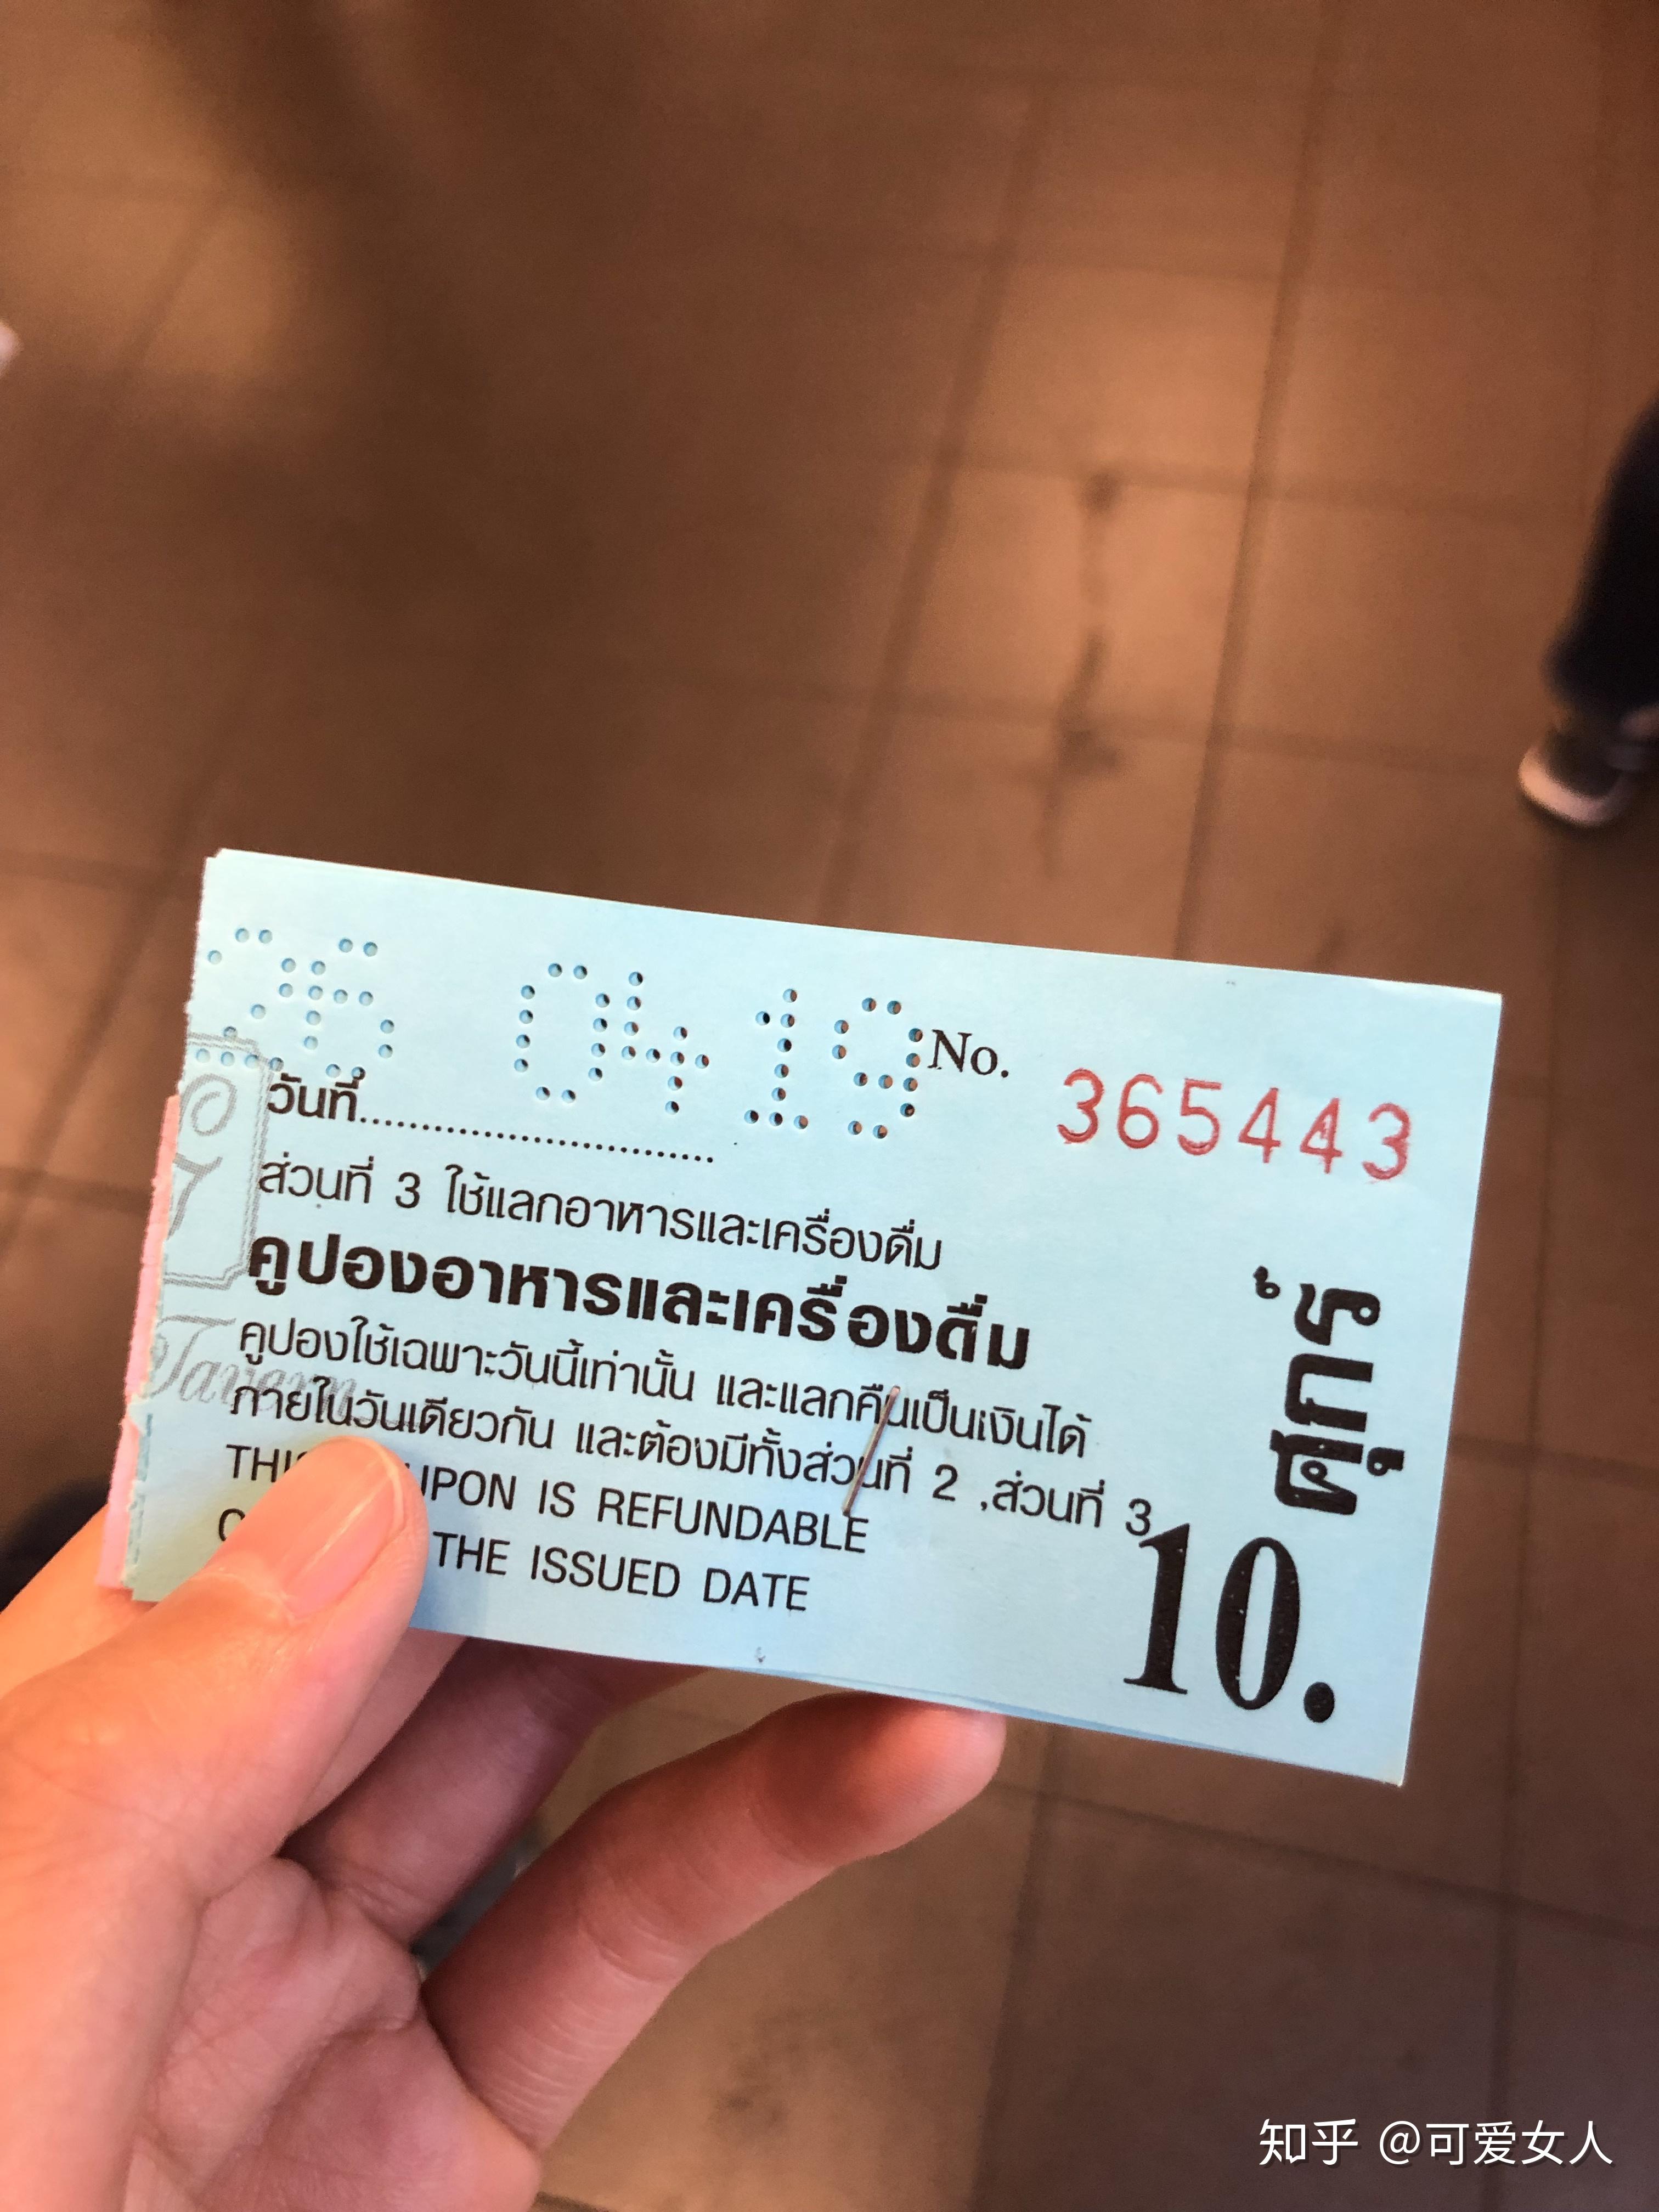 26 04 19
No. 365443
วันที่
ส่วนที่ 3 ใช้แลกอาหารและเครื่องดื่ม
คูปองอาหารและเครื่องดื่ม
คูปองใช้เฉพาะวันนี้เท่านั้น และแลกคืนเป็นเงินได้
ภายในวันเดียวกัน และต้องมีทั้งส่วนที่ 2 ,ส่วนที่ 3
IS REFUNDABLE
THE ISSUED DATE
10.
知乎 @可爱女人